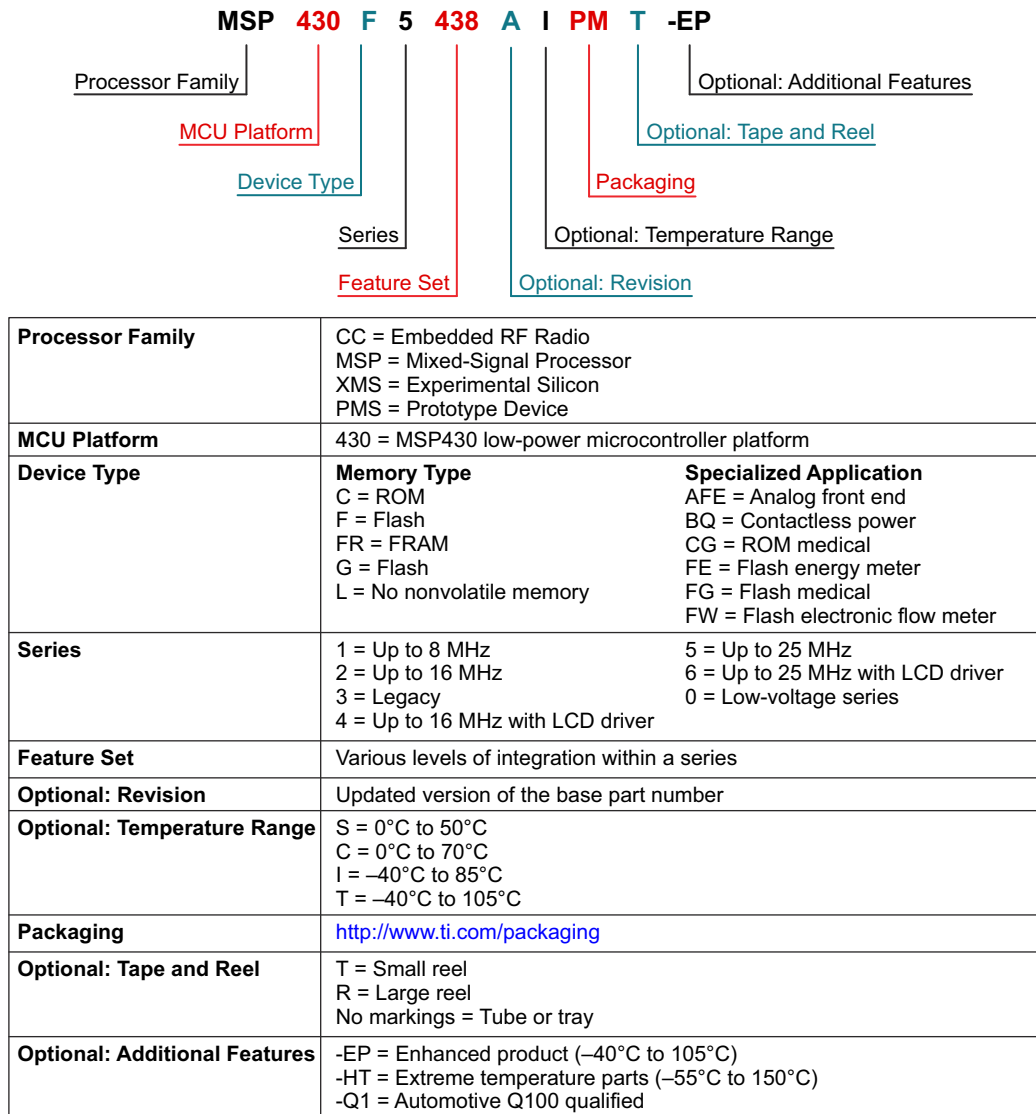 MSP 430 F 5 438 A I PM T -EP
Processor Family
Optional: Additional Features
MCU Platform
Optional: Tape and Reel
Device Type
Packaging
Series
Optional: Temperature Range
Feature Set
Optional: Revision
Processor Family
CC = Embedded RF Radio
MSP = Mixed-Signal Processor
XMS = Experimental Silicon
PMS = Prototype Device
MCU Platform
430 = MSP430 low-power microcontroller platform
Device Type
Memory Type
C = ROM
F = Flash
FR = FRAM
G = Flash
L = No nonvolatile memory
Specialized Application
AFE = Analog front end
BQ = Contactless power
CG = ROM medical
FE = Flash energy meter
FG = Flash medical
FW = Flash electronic flow meter
Series
1 = Up to 8 MHz
2 = Up to 16 MHz
3 = Legacy
4 = Up to 16 MHz with LCD driver
5 = Up to 25 MHz
6 = Up to 25 MHz with LCD driver
0 = Low-voltage series
Feature Set
Various levels of integration within a series
Optional: Revision
Updated version of the base part number
Optional: Temperature Range
S = 0°C to 50°C
C = 0°C to 70°C
I = –40°C to 85°C
T = –40°C to 105°C
Packaging
http://www.ti.com/packaging
Optional: Tape and Reel
T = Small reel
R = Large reel
No markings = Tube or tray
Optional: Additional Features
-EP = Enhanced product (–40°C to 105°C)
-HT = Extreme temperature parts (–55°C to 150°C)
-Q1 = Automotive Q100 qualified